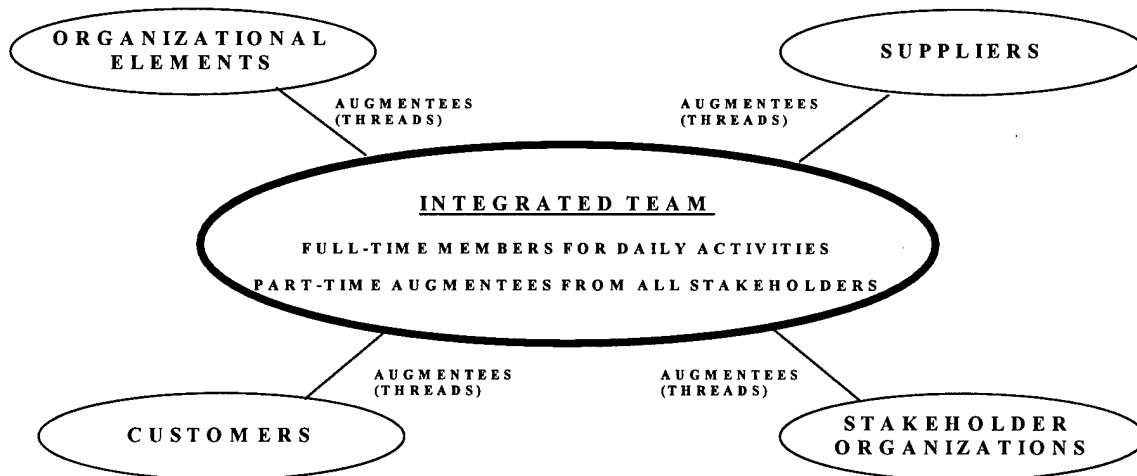 ORGANIZATIONAL
ELEMENTS
SUPPLIERS
AUGMENTEES
(THREADS)
AUGMENTEES
(THREADS)
INTEGRATED TEAM
FULL-TIME MEMBERS FOR DAILY ACTIVITIES
PART-TIME AUGMENTEES FROM ALL STAKEHOLDERS
AUGMENTEES
(THREADS)
AUGMENTEES
(THREADS)
CUSTOMERS
STAKEHOLDER
ORGANIZATIONS